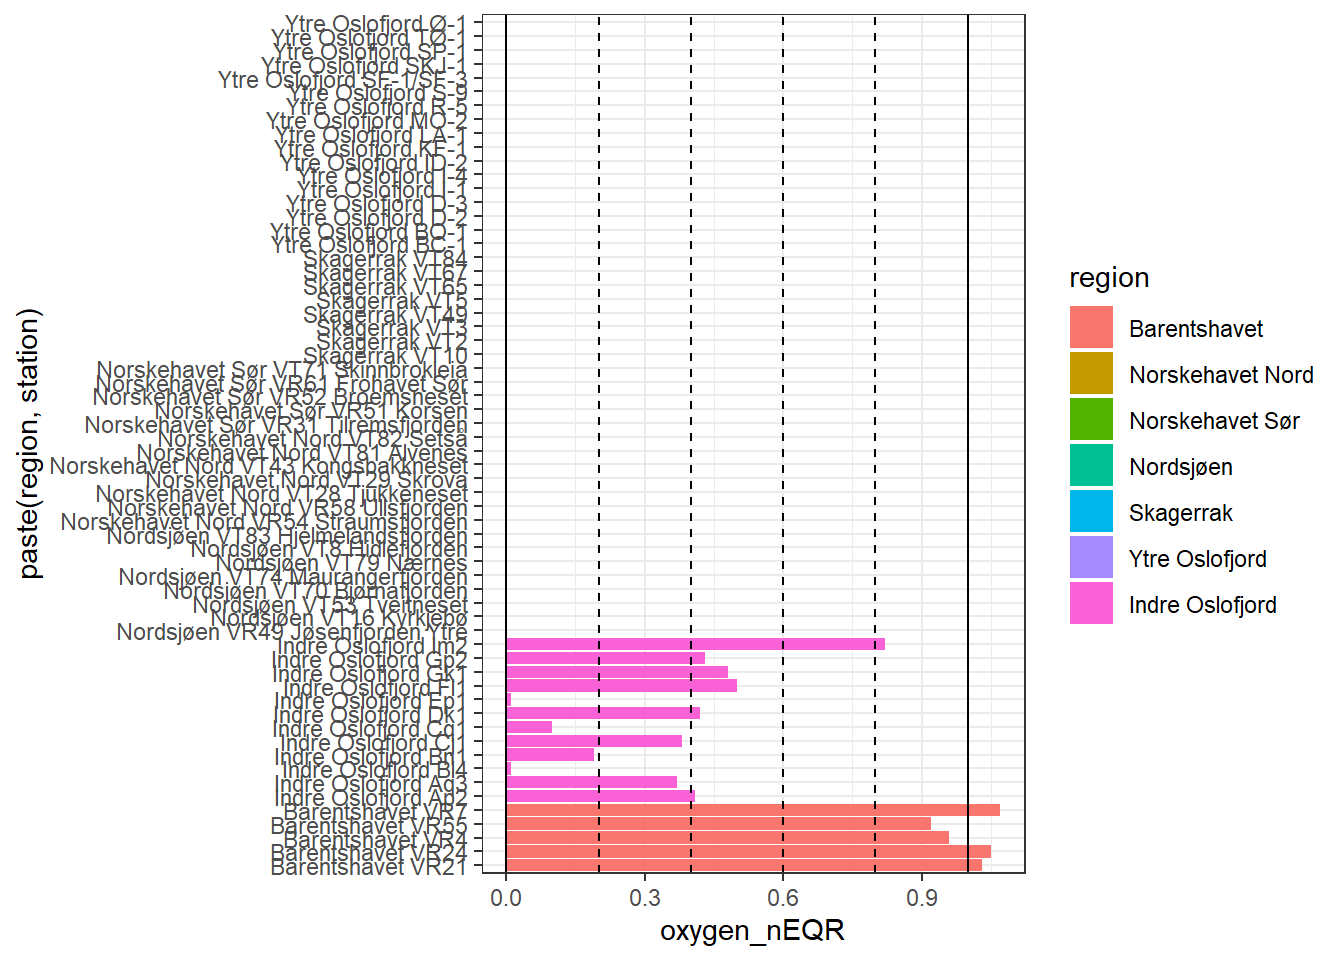 Ytre Oslofjord Ø-1
Ytre Oslofjord TØ-1
Ytre Oslofjord SP-1
Ytre Oslofjord SKJ-1
Ytre Oslofjord SF-1/SF-3
Ytre Oslofjord S-9
Ytre Oslofjord R-5
Ytre Oslofjord MO-2
Ytre Oslofjord LA-1
Ytre Oslofjord KF-1
Ytre Oslofjord ID-2
Ytre Oslofjord I-4
Ytre Oslofjord I-1
Ytre Oslofjord D-3
Ytre Oslofjord D-2
Ytre Oslofjord BO-1
Ytre Oslofjord BC-1
Skagerrak VT84
Skagerrak VT67
Skagerrak VT65
Skagerrak VT5
Skagerrak VT49
Skagerrak VT3
Skagerrak VT2
Skagerrak VT10
Norskehavet Sør VT71 Skinnbrokleia
Norskehavet Sør VR61 Frohavet Sør
Norskehavet Sør VR52 Broemsneset
Norskehavet Sør VR51 Korsen
Norskehavet Sør VR31 Tilremsfjorden
Norskehavet Nord VT82 Setså
Norskehavet Nord VT81 Alvenes
Norskehavet Nord VT43 Kongsbakkneset
Norskehavet Nord VT29 Skrova
Norskehavet Nord VT28 Tjukkeneset
Norskehavet Nord VR58 Ullsfjorden
Norskehavet Nord VR54 Straumsfjorden
Nordsjøen VT83 Hjelmelandsfjorden
Nordsjøen VT8 Hidlefjorden
Nordsjøen VT79 Nærnes
Nordsjøen VT74 Maurangerfjorden
Nordsjøen VT70 Bjørnafjorden
Nordsjøen VT53 Tveitneset
Nordsjøen VT16 Kyrkjebø
Nordsjøen VR49 Jøsenfjorden Ytre
Indre Oslofjord Im2
Indre Oslofjord Gp2
Indre Oslofjord Gk1
Indre Oslofjord Fl1
Indre Oslofjord Ep1
Indre Oslofjord Dk1
Indre Oslofjord Cq1
Indre Oslofjord Cj1
Indre Oslofjord Bn1
Indre Oslofjord Bl4
Indre Oslofjord Aq3
Indre Oslofjord Ap2
Barentshavet VR7
Barentshavet VR55
Barentshavet VR4
Barentshavet VR24
Barentshavet VR21
paste(region, station)
0.0 0.3 0.6 0.9
oxygen_nEQR
region
Barentshavet
Norskehavet Nord
Norskehavet Sør
Nordsjøen
Skagerrak
Ytre Oslofjord
Indre Oslofjord